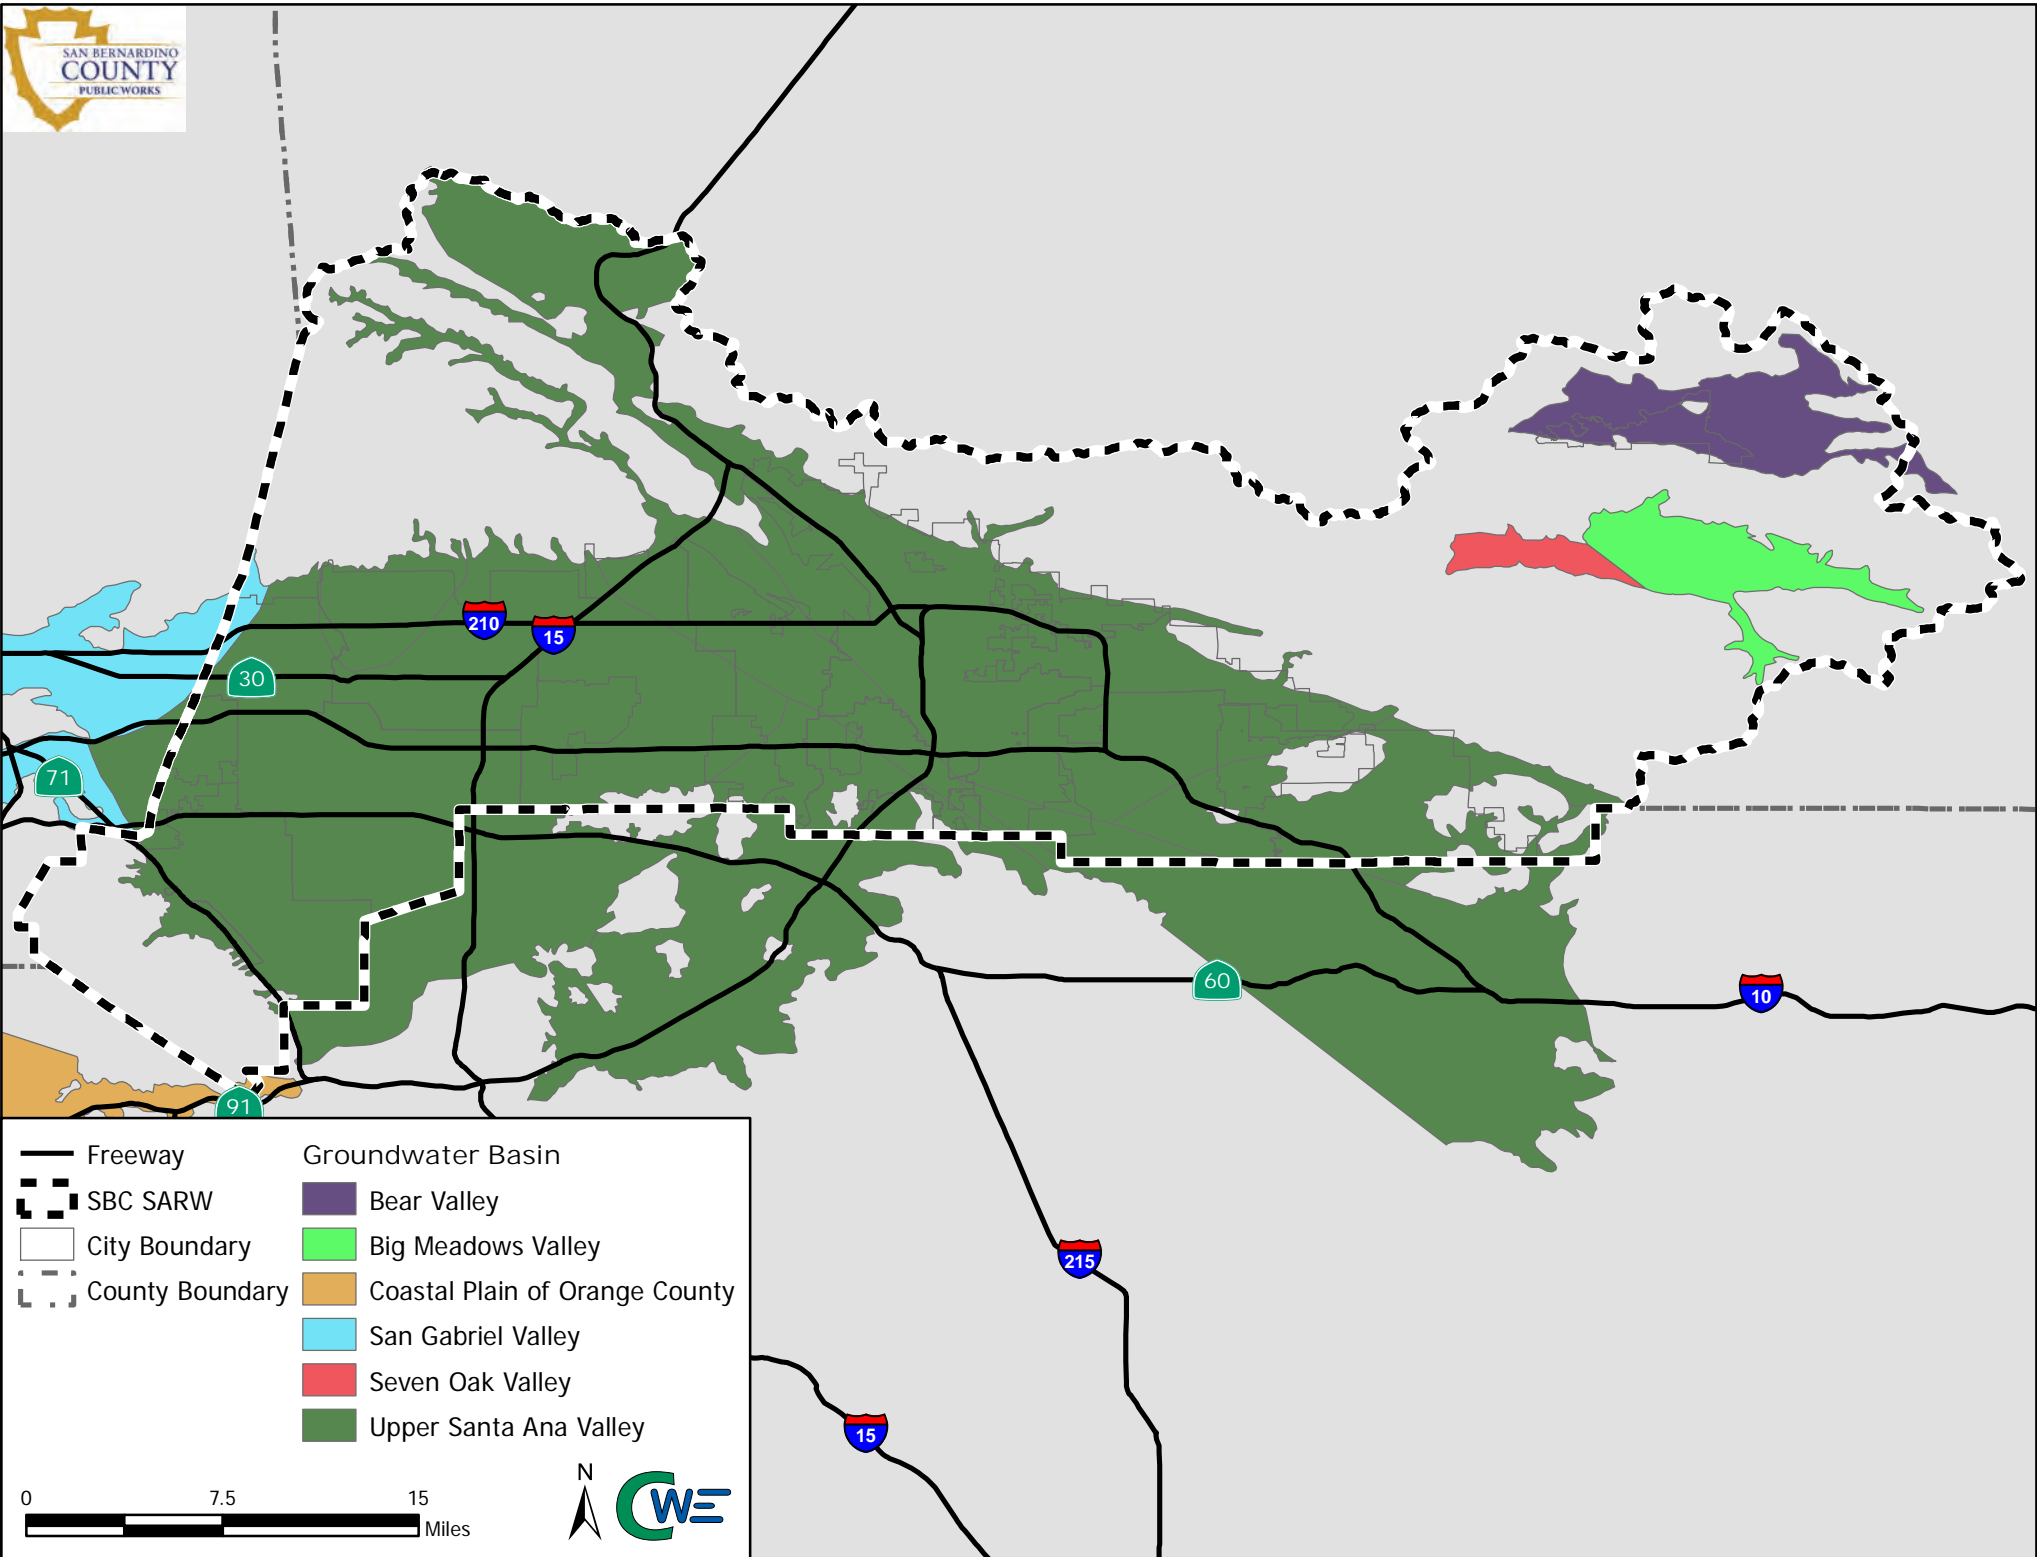 SAN BERNARDINO
COUNTY
PUBLIC WORKS
210
15
30
71
60
10
91
215
15
Freeway
SBC SARW
City Boundary
County Boundary
Groundwater Basin
Bear Valley
Big Meadows Valley
Coastal Plain of Orange County
San Gabriel Valley
Seven Oak Valley
Upper Santa Ana Valley
0 7.5 15
Miles
N
CWE